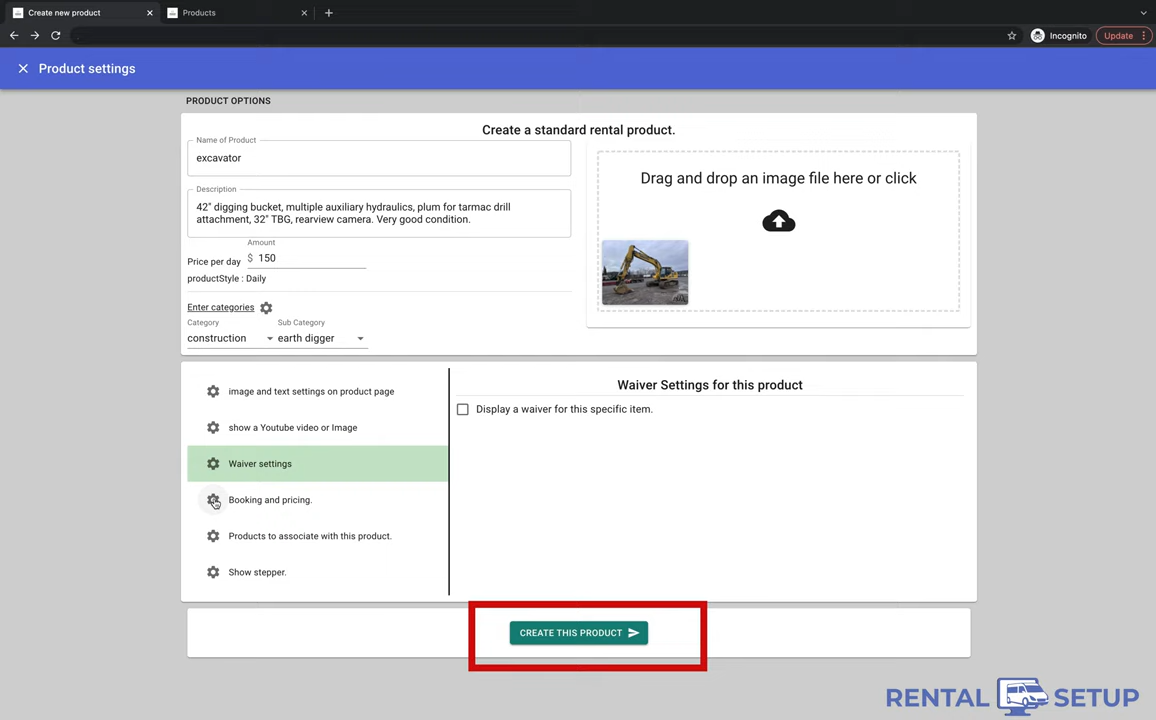 Create new product
Products
Incognito
Update
Product settings
PRODUCT OPTIONS
Create a standard rental product.
Name of Product
excavator
Drag and drop an image file here or click
Description
42" digging bucket, multiple auxiliary hydraulics, plum for tarmac drill
attachment, 32" TBG, rearview camera. Very good condition.
Amount
Price per day $ 150
productStyle : Daily
Enter categories
Category Sub Category
construction earth digger
image and text settings on product page
show a Youtube video or Image
Waiver settings
Booking and pricing.
Products to associate with this product.
Show stepper.
Waiver Settings for this product
Display a waiver for this specific item.
CREATE THIS PRODUCT
RENTAL SETUP